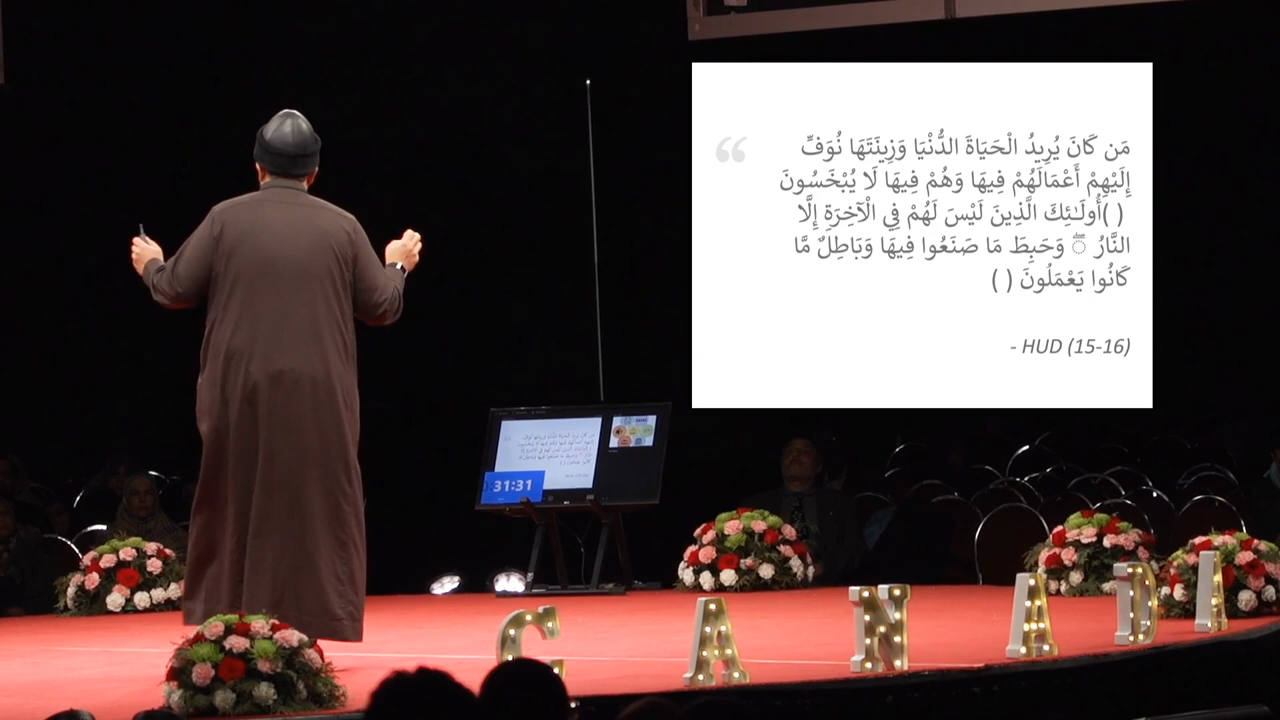 مَن كَانَ يُرِيدُ الْحَيَاةَ الدُّنْيَا وَزِينَتَهَا نُوَفِّ
إِلَيْهِمْ أَعْمَالَهُمْ فِيهَا وَهُمْ فِيهَا لَا يُبْخَسُونَ
( )أُولَـٰئِكَ الَّذِينَ لَيْسَ لَهُمْ فِي الْآخِرَةِ إِلَّا
النَّارُ ۖ وَحَبِطَ مَا صَنَعُوا فِيهَا وَبَاطِلٌ مَّا
كَانُوا يَعْمَلُونَ ( )
- HUD (15-16)
31:31
CANADA